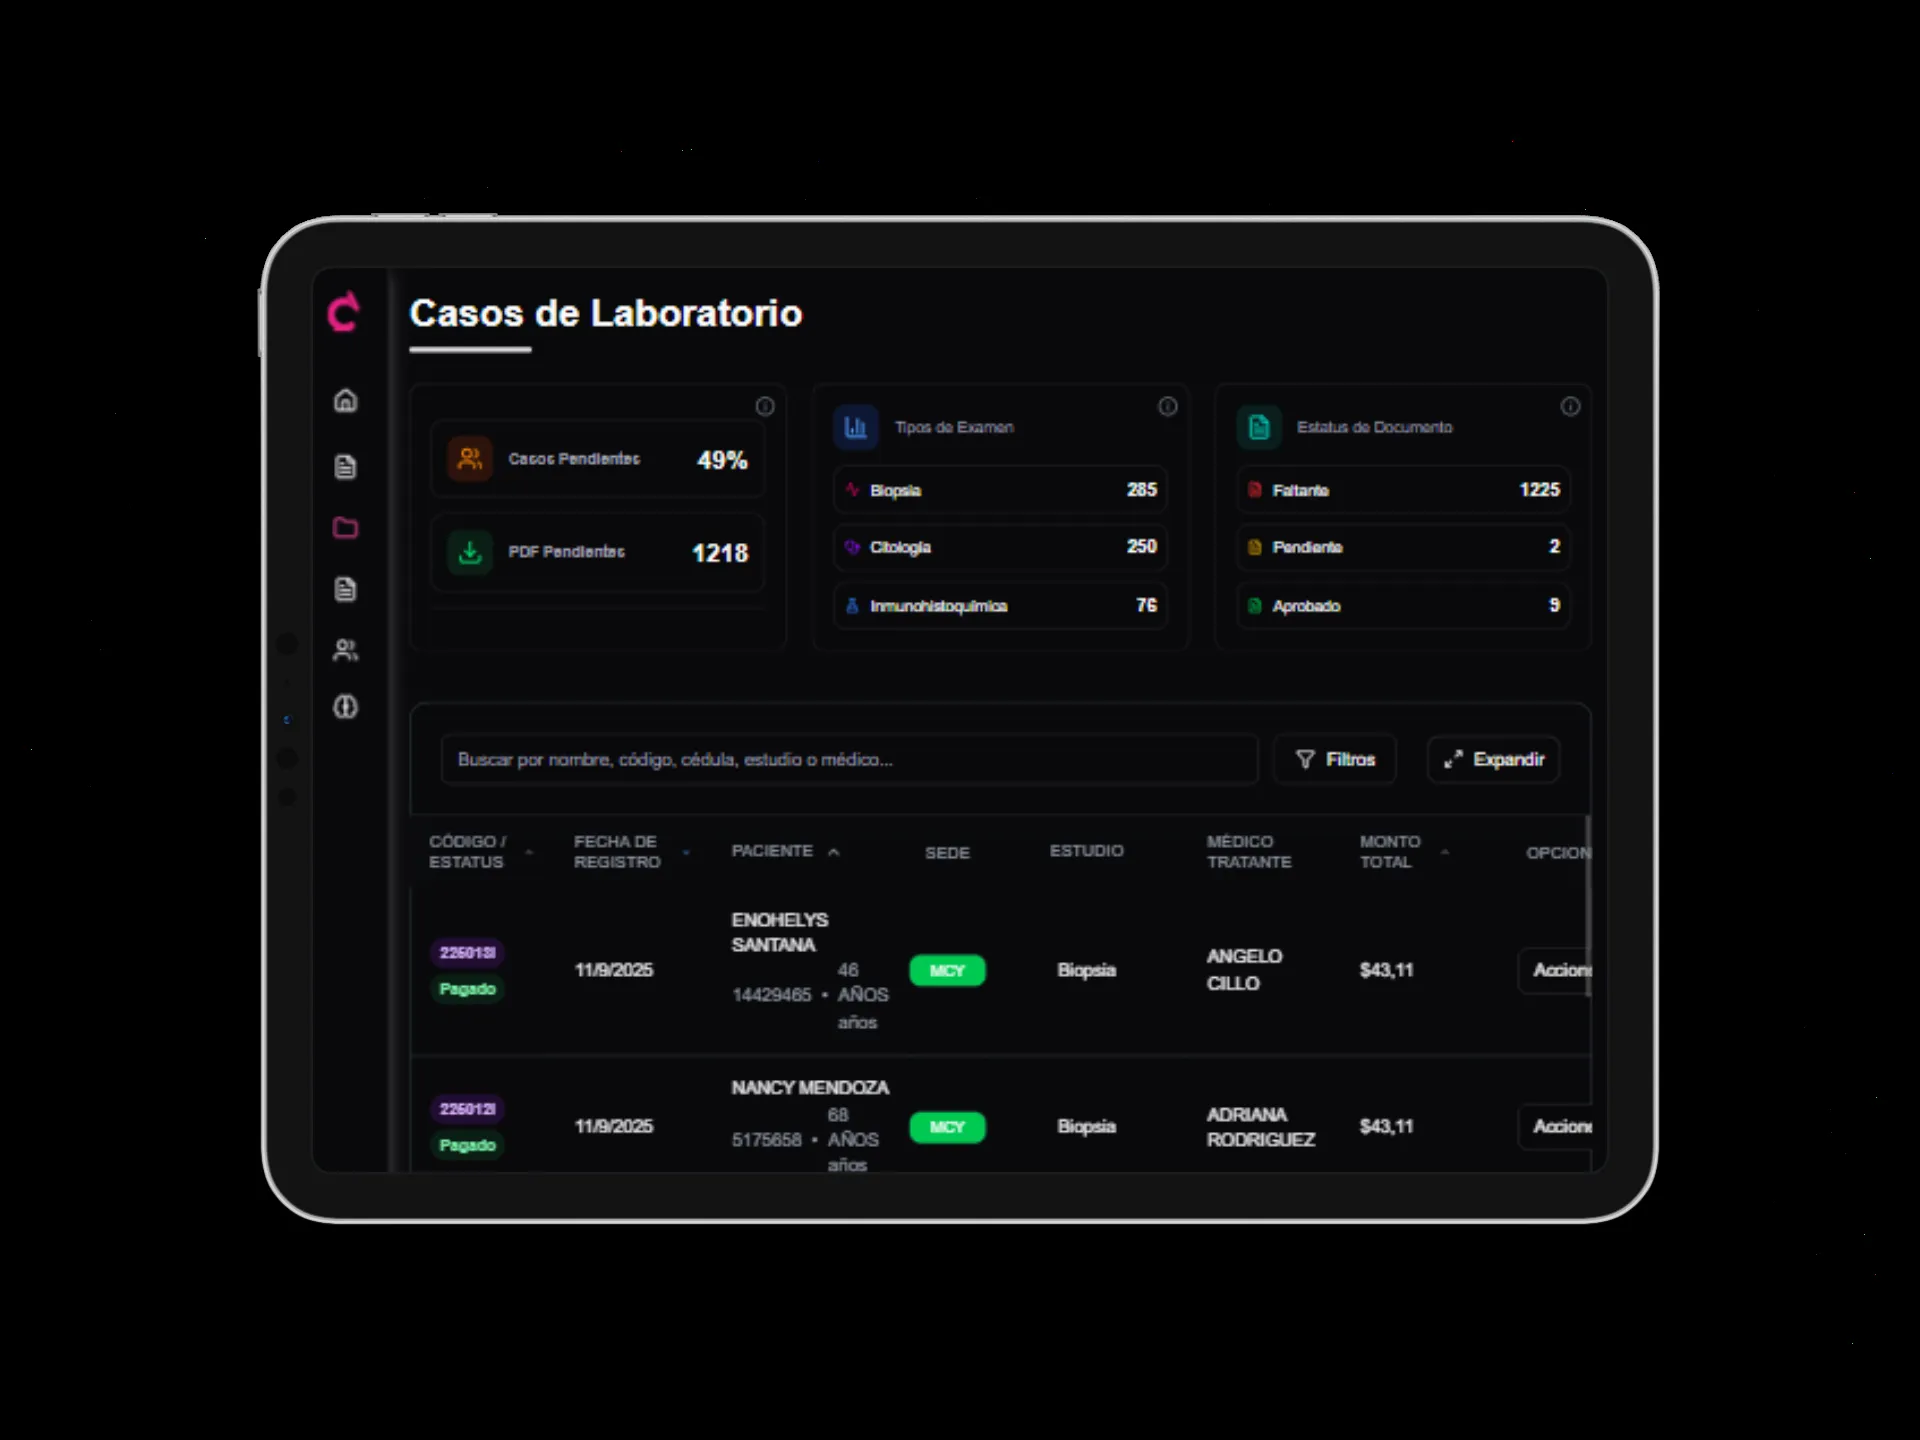 Casos de Laboratorio
Casos Pendientes
49%
PDF Pendientes
1218
Tipos de Examen
Biopsia
285
Citología
250
Inmunohistoquímica
76
Estatus de Documento
Faltante
1225
Pendiente
2
Aprobado
9
Buscar por nombre, código, cédula, estudio o médico...
Filtros
Expandir
CÓDIGO /
ESTATUS
FECHA DE
REGISTRO
PACIENTE
SEDE
ESTUDIO
MÉDICO
TRATANTE
MONTO
TOTAL
OPCION
225013I
Pagado
11/9/2025
ENOHELYS
SANTANA
14429465 •
46
AÑOS
años
MCY
Biopsia
ANGELO
CILLO
$43,11
Accion
225012I
Pagado
11/9/2025
NANCY MENDOZA
5175658 •
68
AÑOS
años
MCY
Biopsia
ADRIANA
RODRIGUEZ
$43,11
Accion